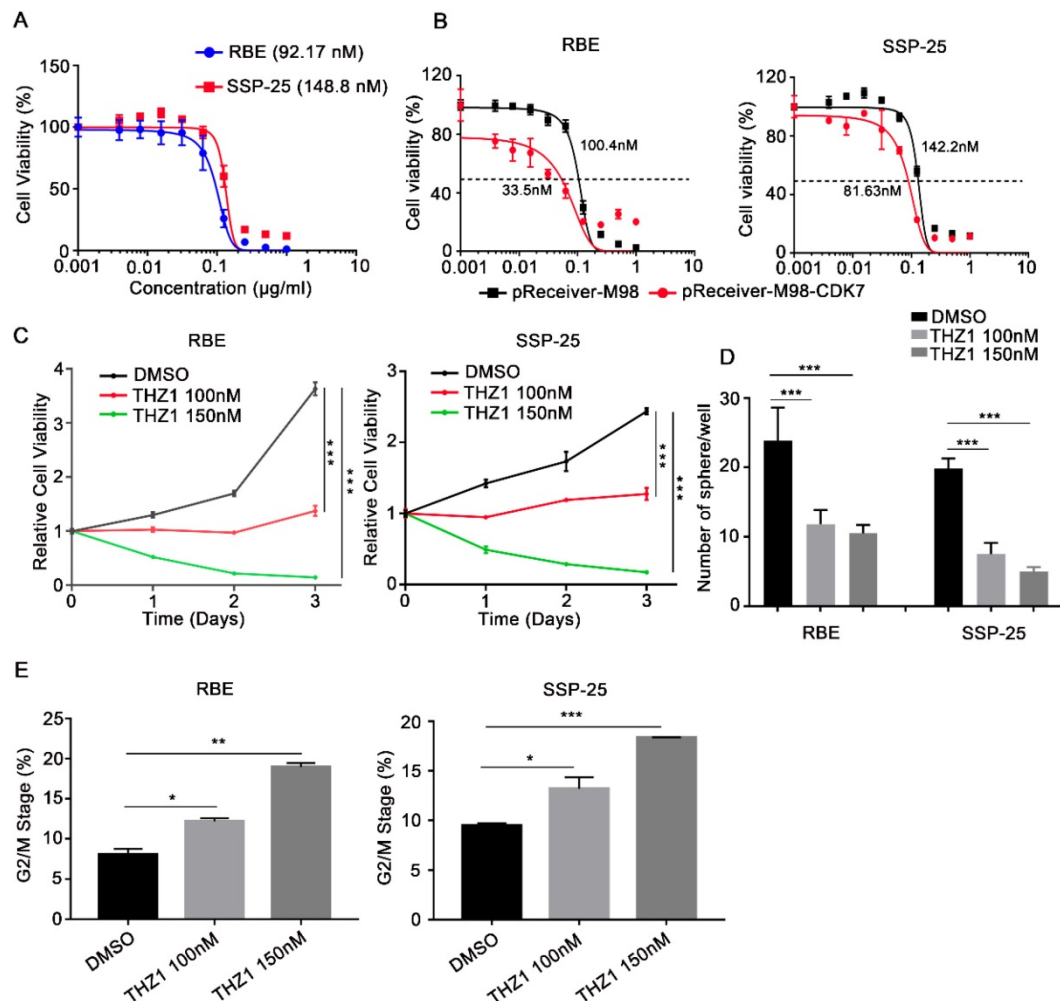 A
RBE (92.17 nM)
SSP-25 (148.8 nM)
Cell Viability (%)
150
100
50
0
0.001 0.01 0.1 1 10
Concentration (µg/ml)
B
RBE
Cell viability (%)
120
80
40
0
100.4nM
33.5nM
0.001 0.01 0.1 1 10
SSP-25
Cell viability (%)
120
80
40
0
142.2nM
81.63nM
0.001 0.01 0.1 1 10
pReceiver-M98 pReceiver-M98-CDK7
C
RBE
DMSO
THZ1 100nM
THZ1 150nM
Relative Cell Viability
4
3
2
1
0
***
***
0 1 2 3
Time (Days)
SSP-25
DMSO
THZ1 100nM
THZ1 150nM
Relative Cell Viability
3
2
1
0
***
***
0 1 2 3
Time (Days)
D
DMSO
THZ1 100nM
THZ1 150nM
Number of sphere/well
30
20
10
0
***
***
***
***
RBE SSP-25
E
RBE
G2/M Stage (%)
25
20
15
10
5
0
**
*
DMSO
THZ1 100nM
THZ1 150nM
SSP-25
G2/M Stage (%)
20
15
10
5
0
***
*
DMSO
THZ1 100nM
THZ1 150nM